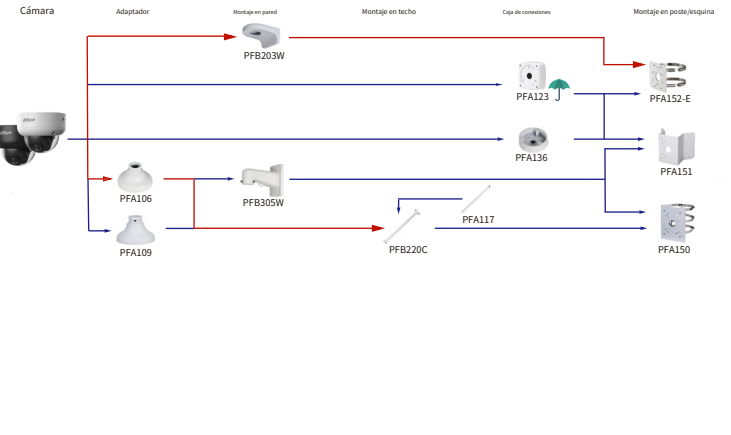 Cámara
Adaptador
Montaje en pared
Montaje en techo
Caja de conexiones
Montaje en poste/esquina
PFB203W
PFA123
PFA152-E
PFA136
PFA151
PFA106
PFB305W
PFA117
PFA109
PFB220C
PFA150